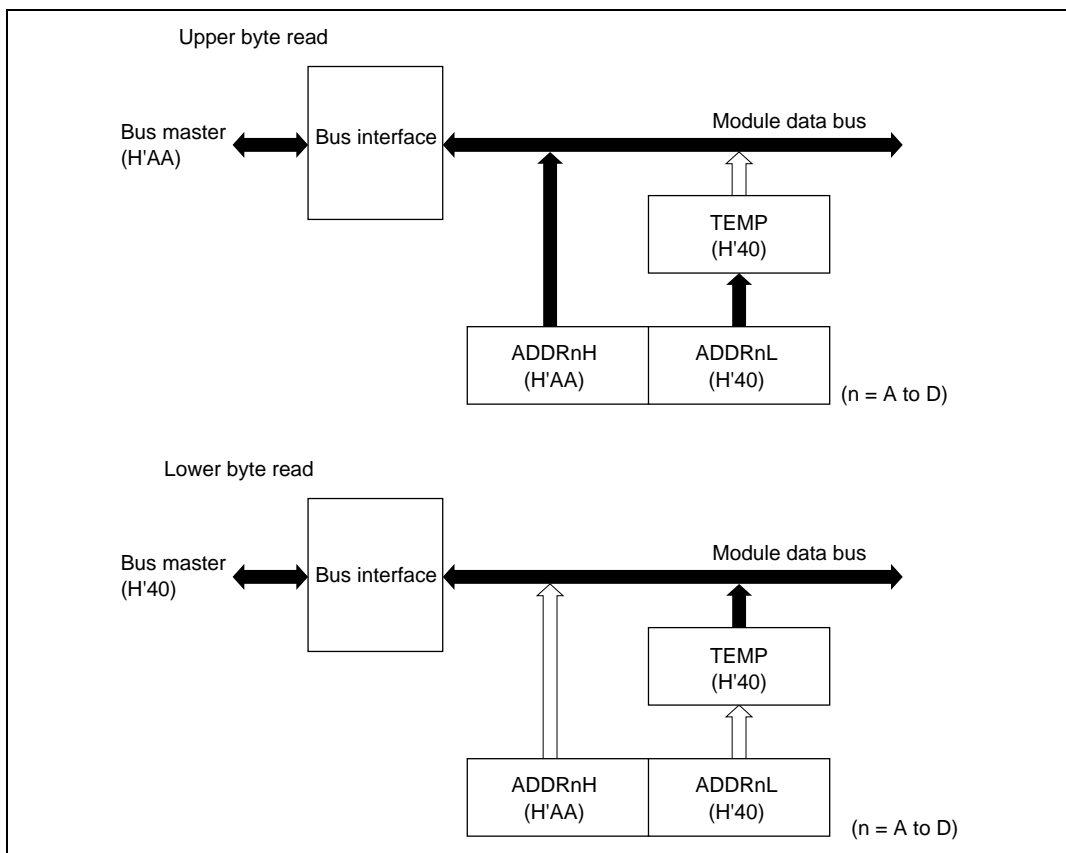 Upper byte read
Bus master
(H'AA)
Bus interface
Module data bus
TEMP
(H'40)
ADDRnH
(H'AA)
ADDRnL
(H'40)
(n = A to D)
Lower byte read
Bus master
(H'40)
Bus interface
Module data bus
TEMP
(H'40)
ADDRnH
(H'AA)
ADDRnL
(H'40)
(n = A to D)